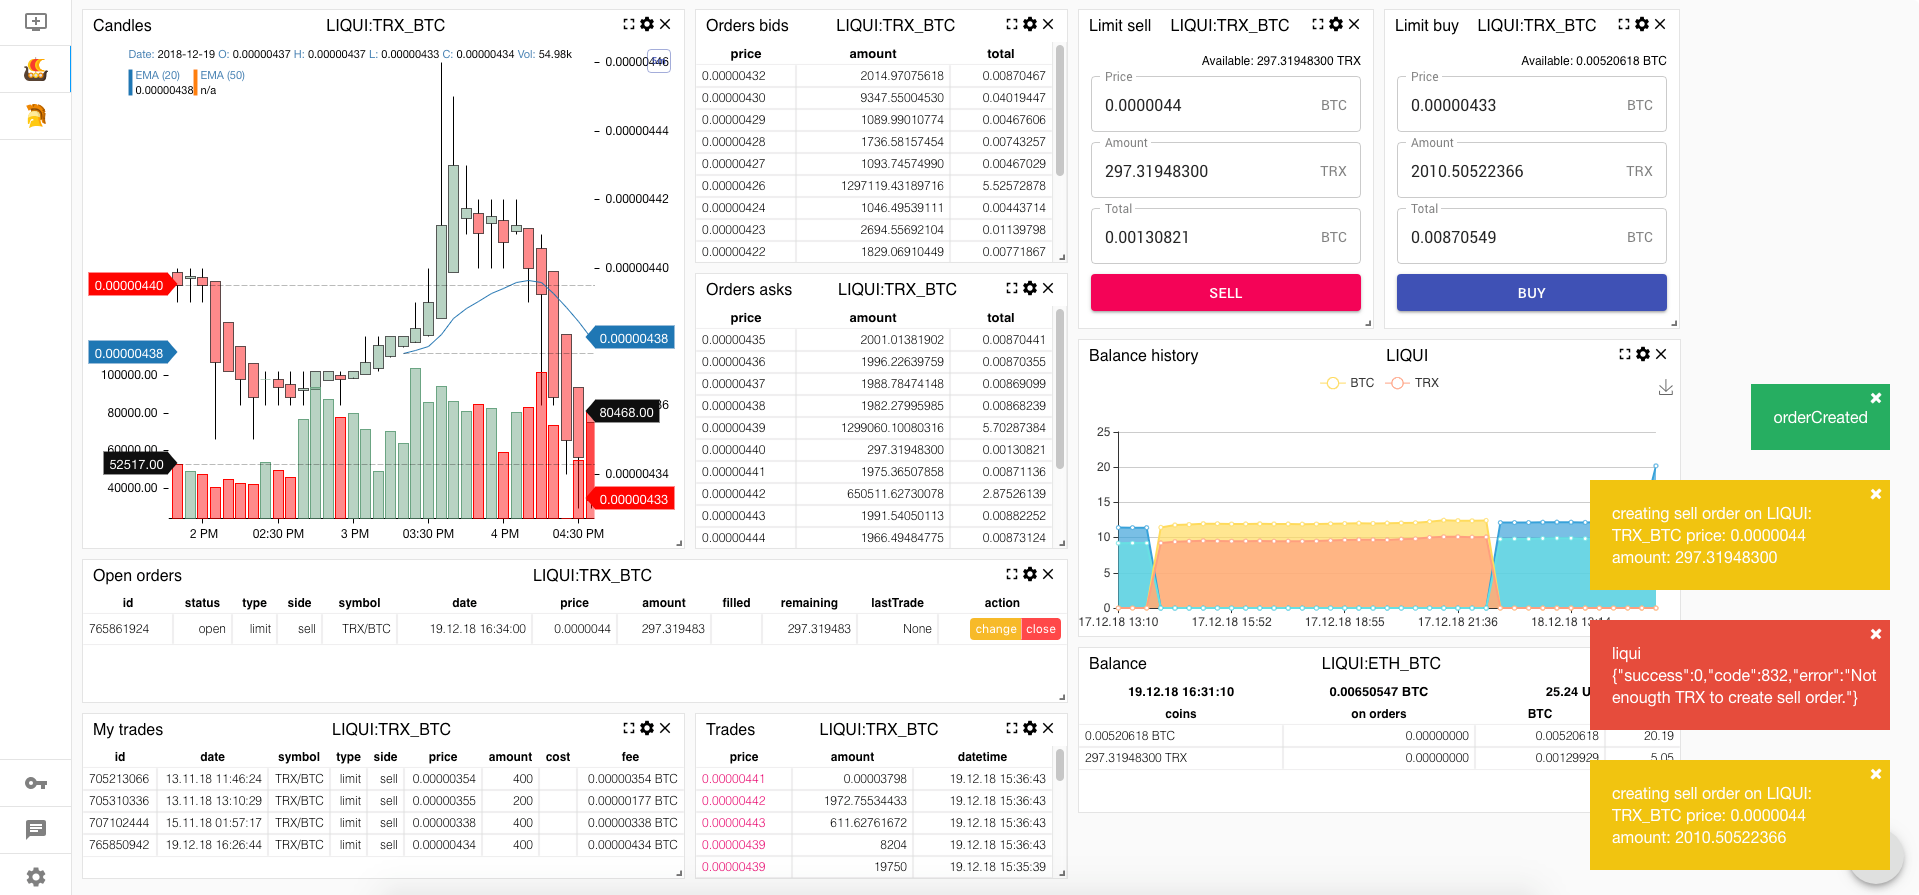 Candles LIQUI:TRX_BTC
Date: 2018-12-19 O: 0.00000437 H: 0.00000437 L: 0.00000433 C: 0.00000434 Vol: 54.98k
EMA (20) EMA (50)
0.00000438 n/a
0.00000446
0.00000444
0.00000442
0.00000440
0.00000434
0.00000440
0.00000438
0.00000438
100000.00
80000.00
60000.00
52517.00
40000.00
80468.00
0.00000433
2 PM 02:30 PM 3 PM 03:30 PM 4 PM 04:30 PM
Orders bids LIQUI:TRX_BTC
price amount total
0.00000432 2014.97075618 0.00870467
0.00000430 9347.55004530 0.04019447
0.00000429 1089.99010774 0.00467606
0.00000428 1736.58157454 0.00743257
0.00000427 1093.74574990 0.00467029
0.00000426 1297119.43189716 5.52572878
0.00000424 1046.49539111 0.00443714
0.00000423 2694.55692104 0.01139798
0.00000422 1829.06910449 0.00771867
Orders asks LIQUI:TRX_BTC
price amount total
0.00000435 2001.01381902 0.00870441
0.00000436 1996.22639759 0.00870355
0.00000437 1988.78474148 0.00869099
0.00000438 1982.27995985 0.00868239
0.00000439 1299060.10080316 5.70287384
0.00000440 297.31948300 0.00130821
0.00000441 1975.36507858 0.00871136
0.00000442 650511.62730078 2.87526139
0.00000443 1991.54050113 0.00882252
0.00000444 1966.49484775 0.00873124
Limit sell LIQUI:TRX_BTC
Available: 297.31948300 TRX
Price
0.0000044 BTC
Amount
297.31948300 TRX
Total
0.00130821 BTC
SELL
Limit buy LIQUI:TRX_BTC
Available: 0.00520618 BTC
Price
0.00000433 BTC
Amount
2010.50522366 TRX
Total
0.00870549 BTC
BUY
Balance history LIQUI
BTC TRX
25
20
15
10
5
0
17.12.18 13:10 17.12.18 15:52 17.12.18 18:55 17.12.18 21:36 18.12.18 13:14
Open orders LIQUI:TRX_BTC
id status type side symbol date price amount filled remaining lastTrade action
765861924 open limit sell TRX/BTC 19.12.18 16:34:00 0.0000044 297.319483 297.319483 None change close
Balance LIQUI:ETH_BTC
19.12.18 16:31:10 0.00650547 BTC 25.24 U
coins on orders BTC
0.00520618 BTC 0.00000000 0.00520618 20.19
297.31948300 TRX 0.00000000 0.00129929 5.05
My trades LIQUI:TRX_BTC
id date symbol type side price amount cost fee
705213066 13.11.18 11:46:24 TRX/BTC limit sell 0.00000354 400 0.00000354 BTC
705310336 13.11.18 13:10:29 TRX/BTC limit sell 0.00000355 200 0.00000177 BTC
707102444 15.11.18 01:57:17 TRX/BTC limit sell 0.00000338 400 0.00000338 BTC
765850942 19.12.18 16:26:44 TRX/BTC limit sell 0.00000434 400 0.00000434 BTC
Trades LIQUI:TRX_BTC
price amount datetime
0.00000441 0.00003798 19.12.18 15:36:43
0.00000442 1972.75534433 19.12.18 15:36:43
0.00000443 611.62761672 19.12.18 15:36:43
0.00000439 8204 19.12.18 15:36:43
0.00000439 19750 19.12.18 15:35:39
orderCreated
creating sell order on LIQUI:
TRX_BTC price: 0.0000044
amount: 297.31948300
liqui
{"success":0,"code":832,"error":"Not
enougth TRX to create sell order."}
creating sell order on LIQUI:
TRX_BTC price: 0.0000044
amount: 2010.50522366